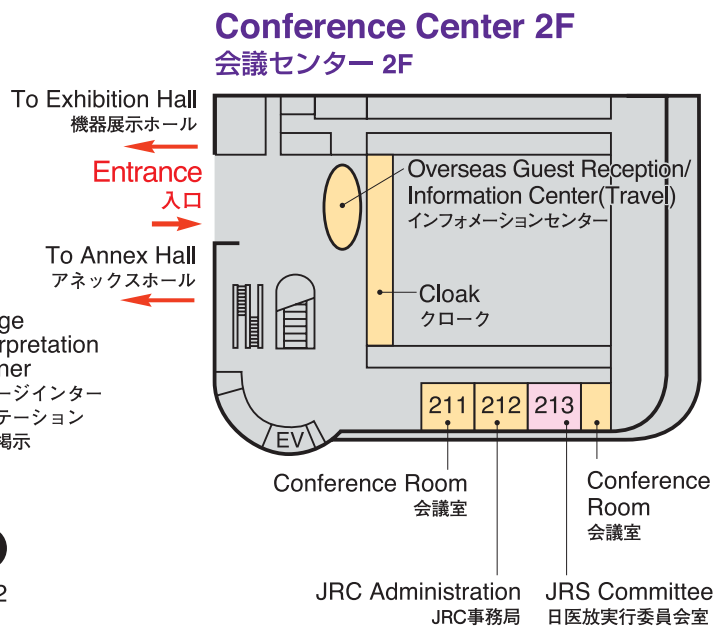 Conference Center 2F
会議センター 2F
To Exhibition Hall
機器展示ホール
Entrance
入口
To Annex Hall
アネックスホール
Overseas Guest Reception/
Information Center(Travel)
インフォメーションセンター
Cloak
クローク
ge
rpretation
ner
ージインター
テーション
掲示
EV
211 212 213
Conference Room
会議室
Conference
Room
会議室
JRC Administration
JRC事務局
JRS Committee
日医放実行委員会室
2